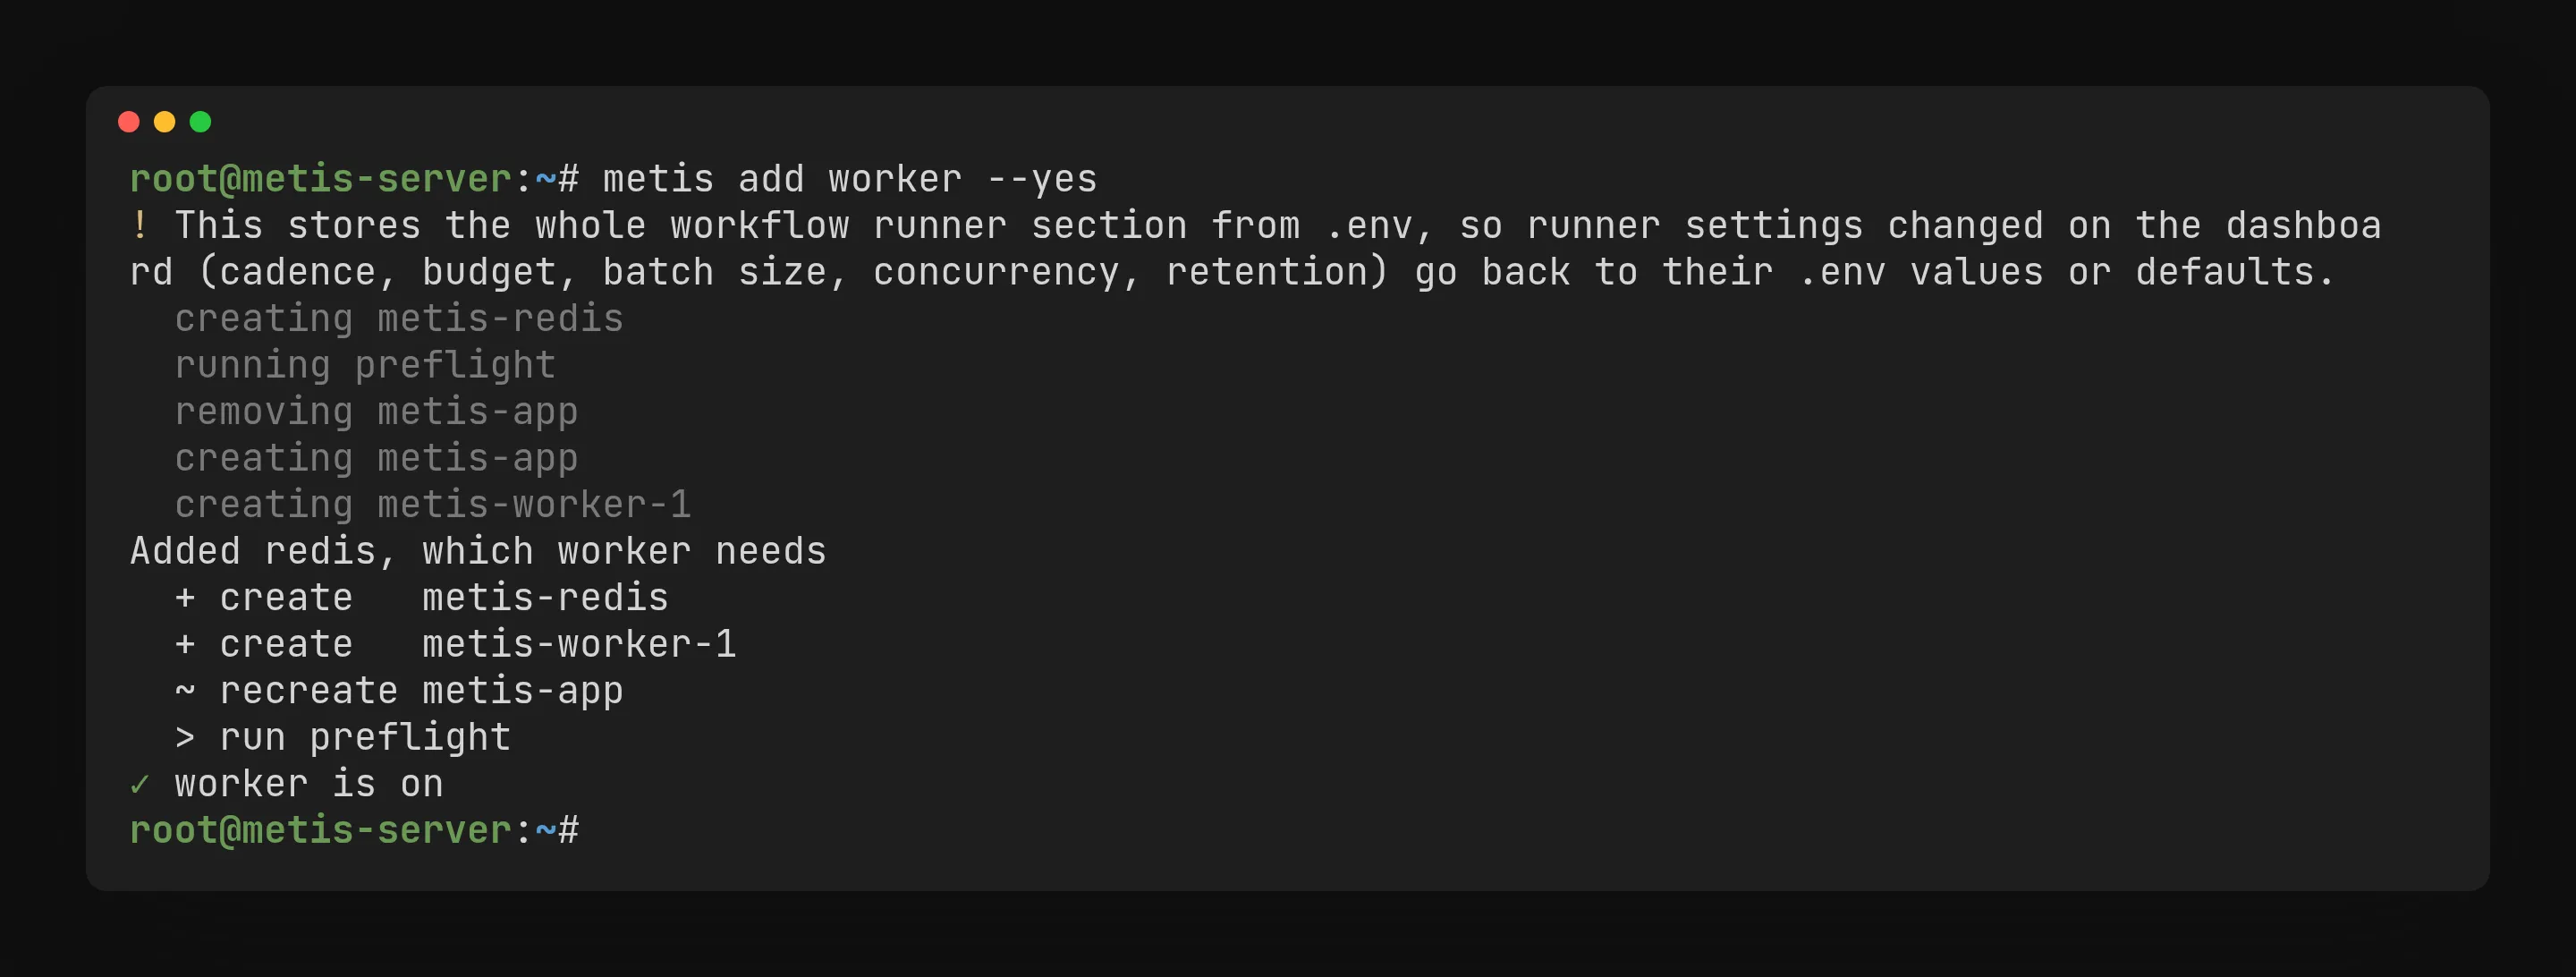 root@metis-server:~# metis add worker --yes
! This stores the whole workflow runner section from .env, so runner settings changed on the dashboa
rd (cadence, budget, batch size, concurrency, retention) go back to their .env values or defaults.
  creating metis-redis
  running preflight
  removing metis-app
  creating metis-app
  creating metis-worker-1
Added redis, which worker needs
  + create   metis-redis
  + create   metis-worker-1
  ~ recreate metis-app
  > run preflight
✓ worker is on
root@metis-server:~#